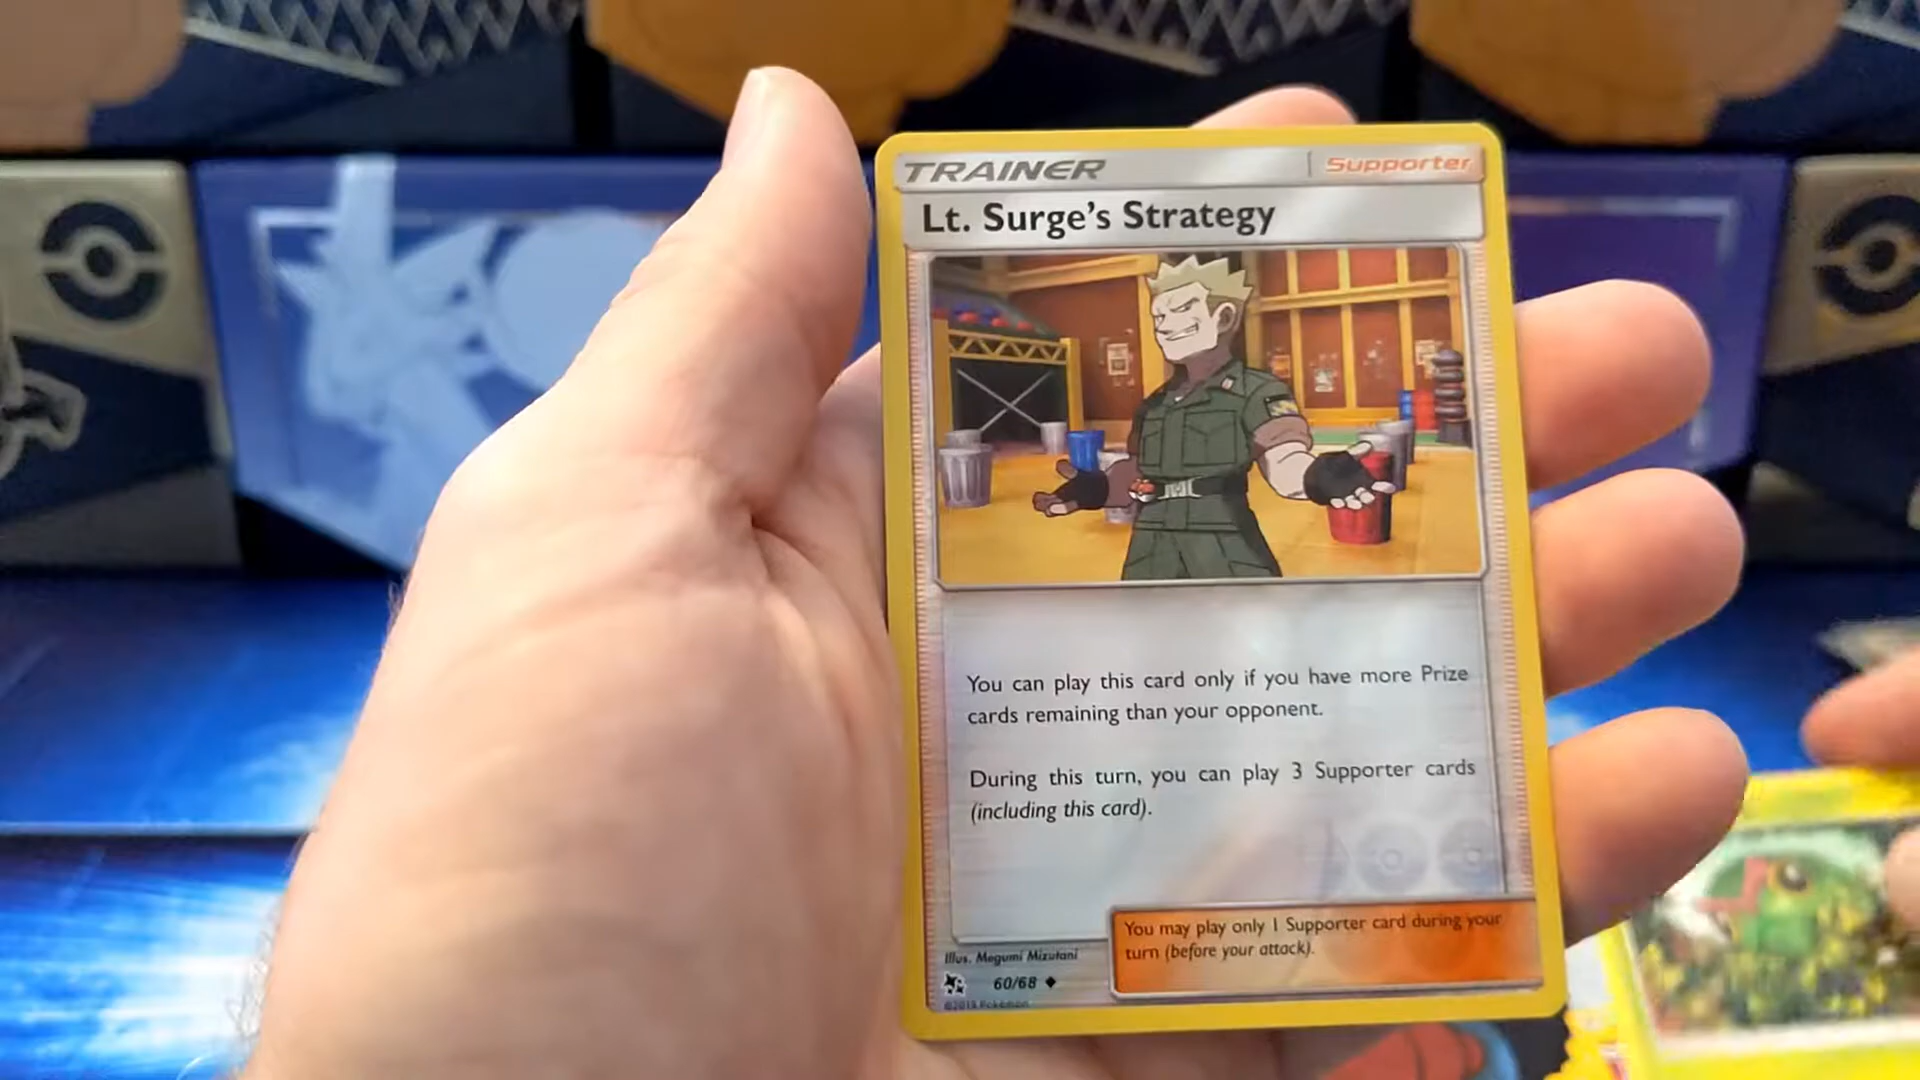 TRAINER
Supporter
Lt. Surge's Strategy
You can play this card only if you have more Prize
cards remaining than your opponent.
During this turn, you can play 3 Supporter cards
(including this card).
You may play only 1 Supporter card during your
turn (before your attack).
Illus. Megumi Mizutani
60/68
©2019 Pokémon